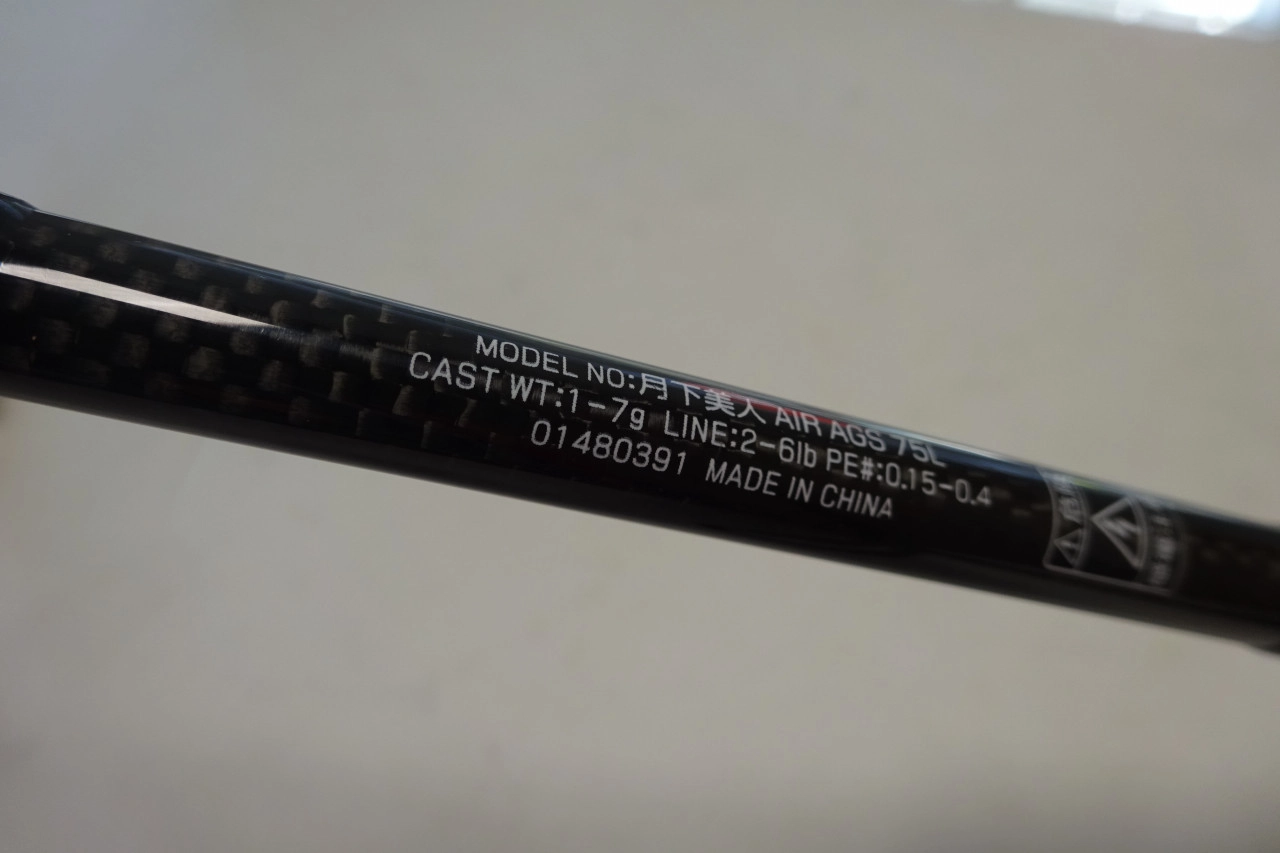 MODEL NO:月下美人 AIR AGS 75L
CAST WT:1-7g LINE:2-6lb PE#:0.15-0.4
01480391 MADE IN CHINA